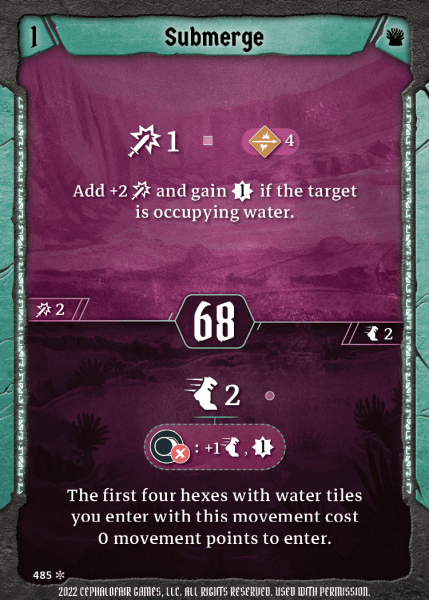 1
Submerge
1
4
Add +2 and gain 1 if the target
is occupying water.
2
68
2
2
: +1 , 1
The first four hexes with water tiles
you enter with this movement cost
0 movement points to enter.
485
2022 CEPHALOFAIR GAMES, LLC. ALL RIGHTS RESERVED. USED WITH PERMISSION.